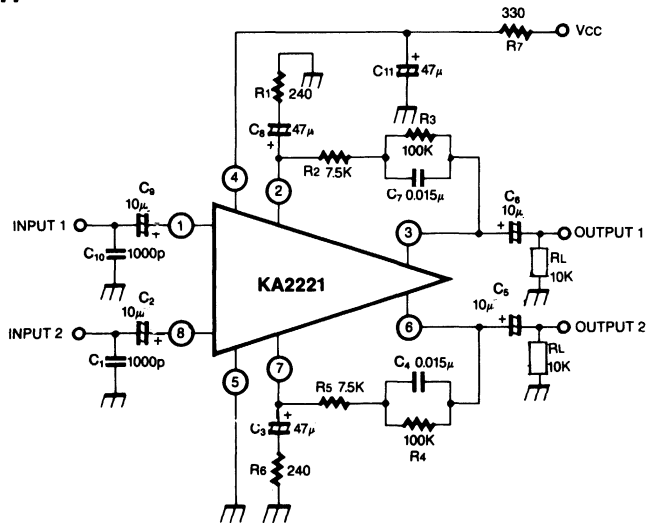 330
VCC
R7
+
C11 47μ
R1 240
C8 47μ
+
R3
100K
R2 7.5K
C7 0.015μ
4
2
C9
10μ
+
INPUT 1
1
C10 1000p
3
C6
10μ
+
OUTPUT 1
RL
10K
KA2221
C2
10μ
+
INPUT 2
8
C1 1000p
6
C5
10μ
+
OUTPUT 2
RL
10K
5
7
R5 7.5K
C4 0.015μ
100K
R4
+
C3 47μ
R6 240